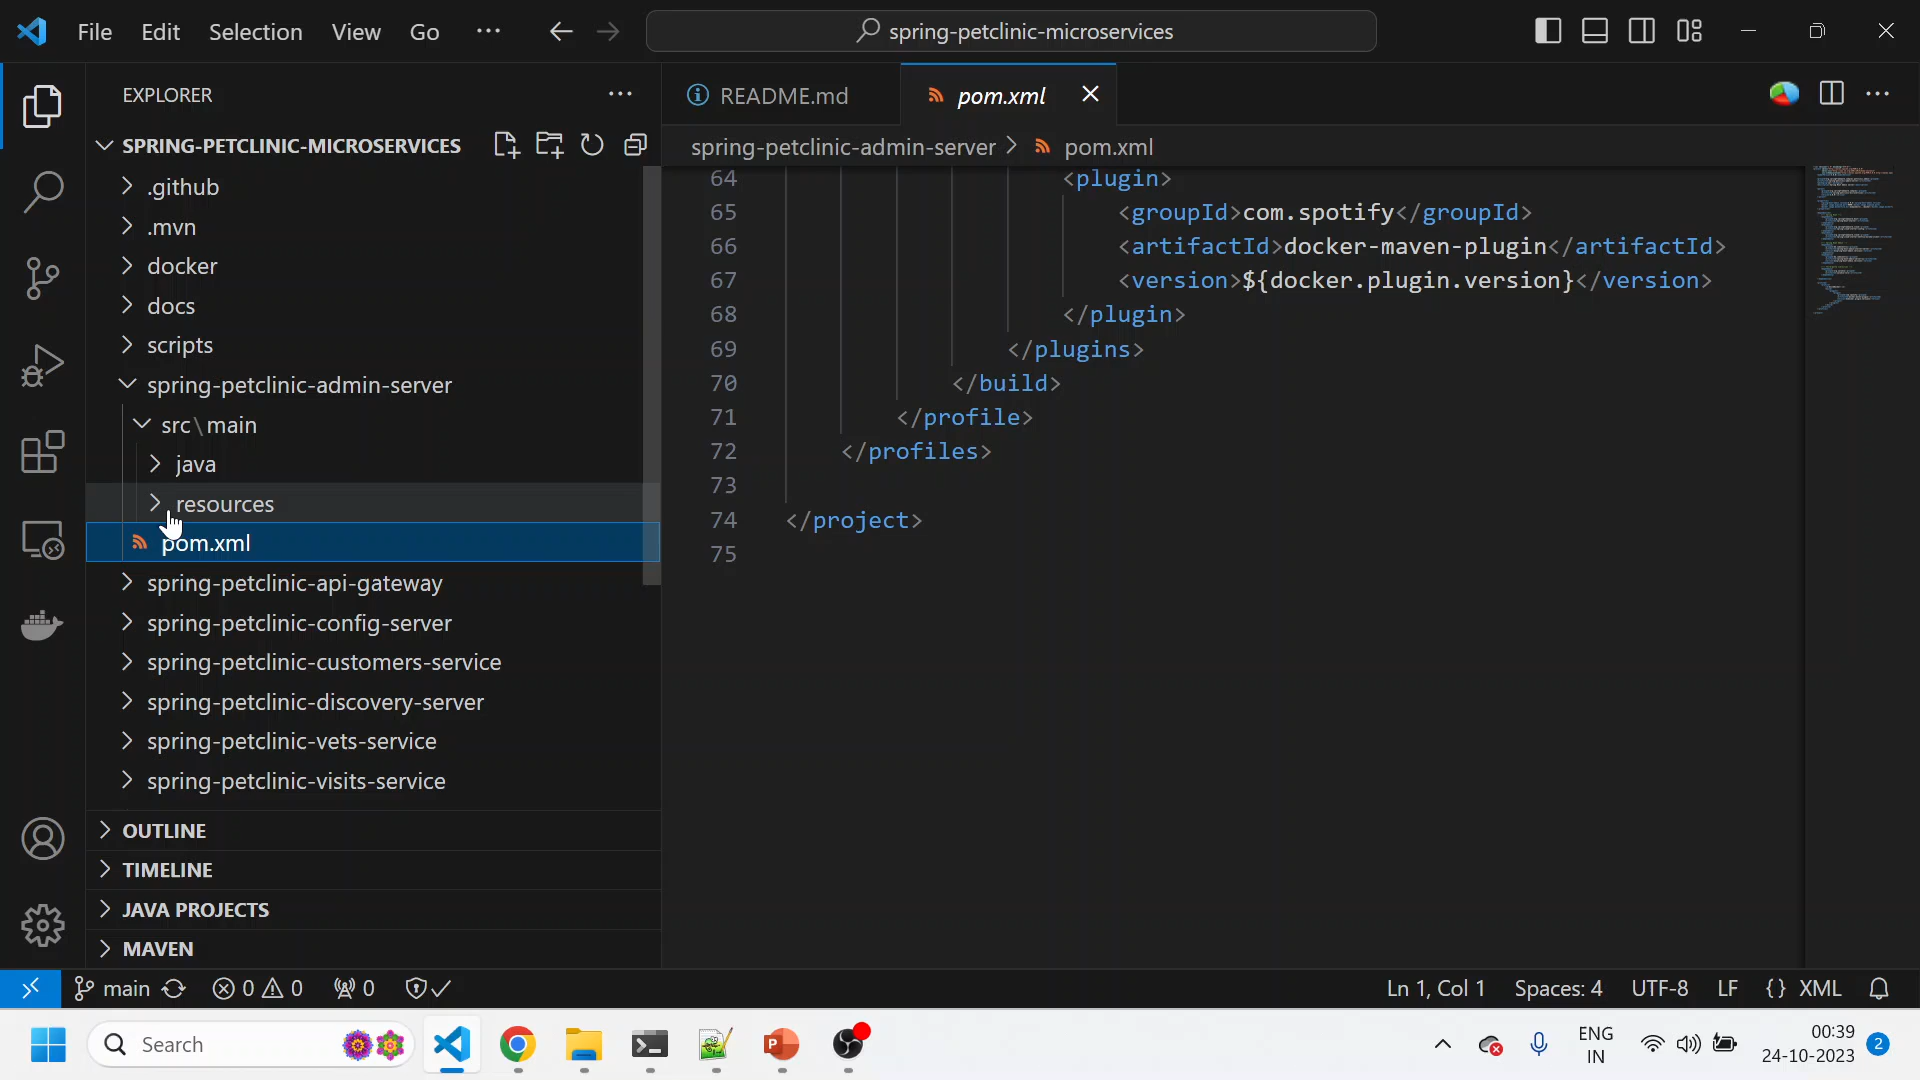 File Edit Selection View Go ··· spring-petclinic-microservices
EXPLORER ···
SPRING-PETCLINIC-MICROSERVICES
.github
.mvn
docker
docs
scripts
spring-petclinic-admin-server
src\main
java
resources
pom.xml
spring-petclinic-api-gateway
spring-petclinic-config-server
spring-petclinic-customers-service
spring-petclinic-discovery-server
spring-petclinic-vets-service
spring-petclinic-visits-service
OUTLINE
TIMELINE
JAVA PROJECTS
MAVEN
README.md pom.xml
spring-petclinic-admin-server > pom.xml
64 <plugin>
65 <groupId>com.spotify</groupId>
66 <artifactId>docker-maven-plugin</artifactId>
67 <version>${docker.plugin.version}</version>
68 </plugin>
69 </plugins>
70 </build>
71 </profile>
72 </profiles>
73
74 </project>
75
main 0 0 0 Ln 1, Col 1 Spaces: 4 UTF-8 LF {} XML
Search P ENG 00:39
IN 24-10-2023 2